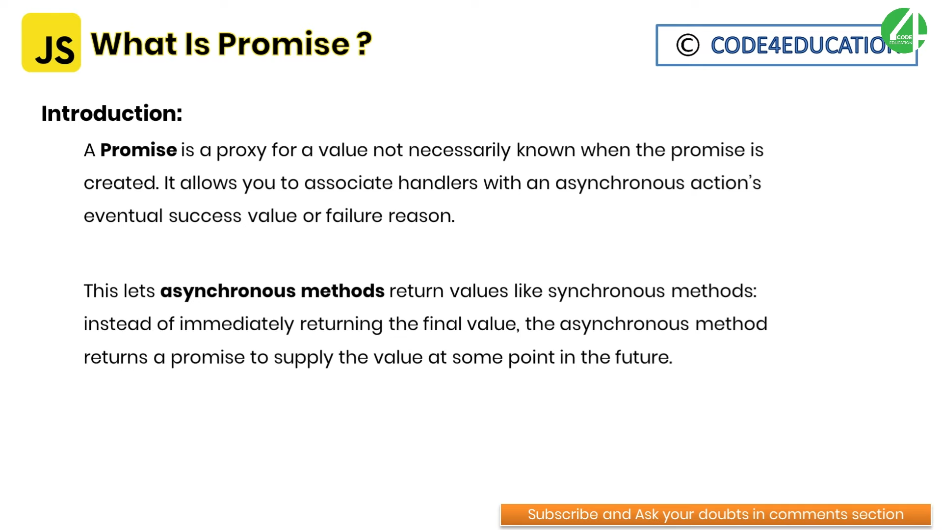 JS What Is Promise ?
© CODE4EDUCATION
4 CODE
EDUCATION
Introduction:
A Promise is a proxy for a value not necessarily known when the promise is
created. It allows you to associate handlers with an asynchronous action’s
eventual success value or failure reason.
This lets asynchronous methods return values like synchronous methods:
instead of immediately returning the final value, the asynchronous method
returns a promise to supply the value at some point in the future.
Subscribe and Ask your doubts in comments section